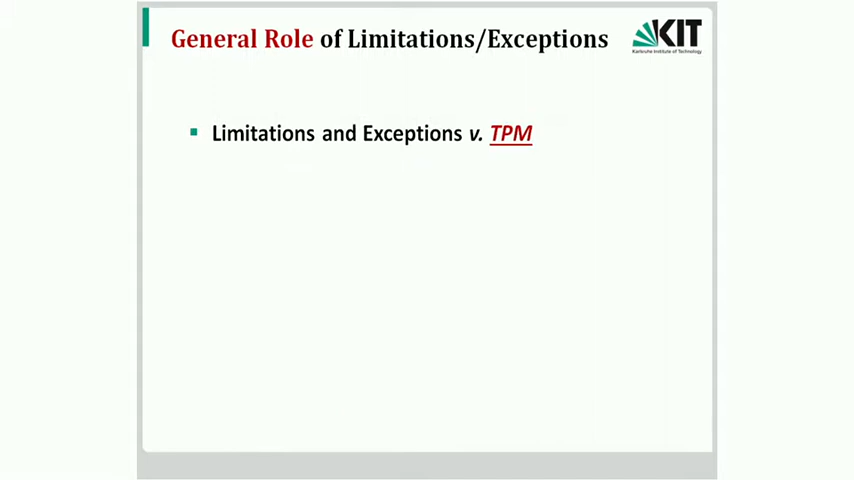 General Role of Limitations/Exceptions
KIT
Karlsruhe Institute of Technology
Limitations and Exceptions v. TPM